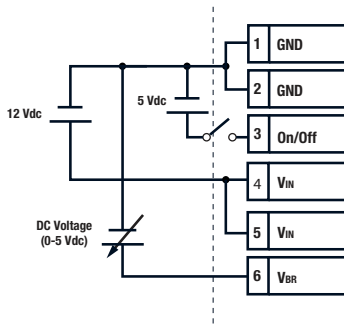 1 GND
2 GND
5 Vdc
12 Vdc
3 On/Off
4 VIN
5 VIN
DC Voltage
(0-5 Vdc)
6 VBR